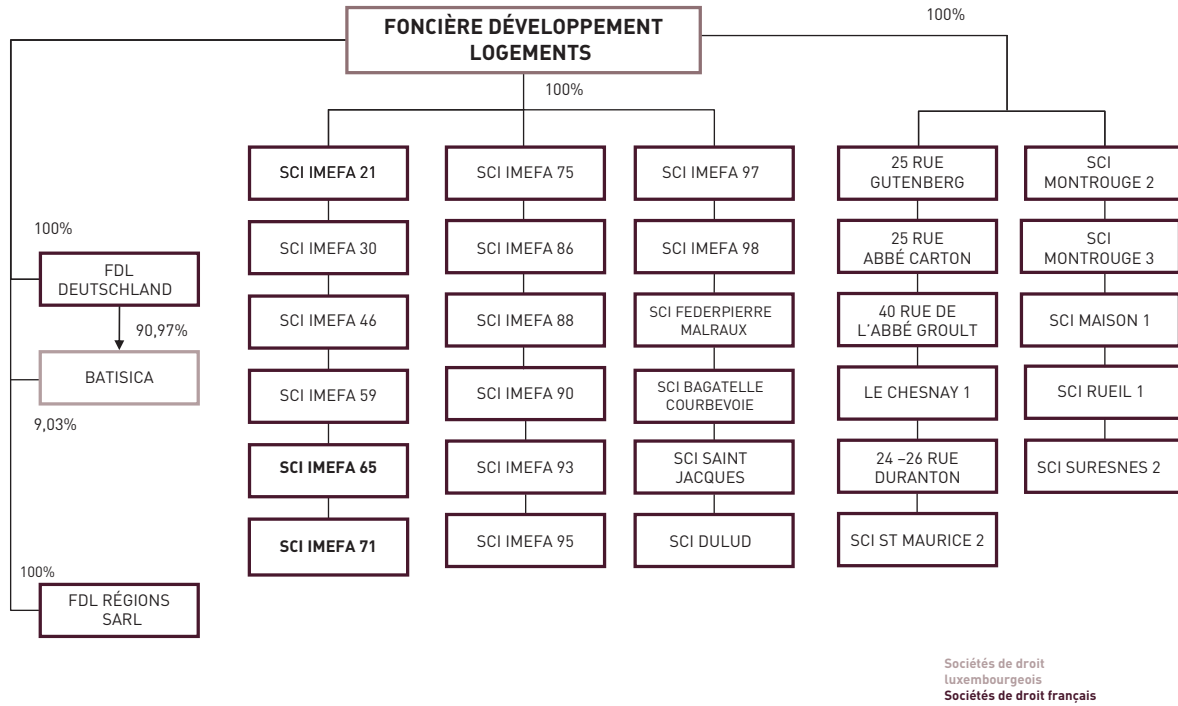 FONCIÈRE DÉVELOPPEMENT
LOGEMENTS
100%
100%
100%
FDL
DEUTSCHLAND
90,97%
BATISICA
9,03%
100%
FDL RÉGIONS
SARL
SCI IMEFA 21
SCI IMEFA 30
SCI IMEFA 46
SCI IMEFA 59
SCI IMEFA 65
SCI IMEFA 71
SCI IMEFA 75
SCI IMEFA 86
SCI IMEFA 88
SCI IMEFA 90
SCI IMEFA 93
SCI IMEFA 95
SCI IMEFA 97
SCI IMEFA 98
SCI FEDERPIERRE
MALRAUX
SCI BAGATELLE
COURBEVOIE
SCI SAINT
JACQUES
SCI DULUD
25 RUE
GUTENBERG
25 RUE
ABBÉ CARTON
40 RUE DE
L'ABBÉ GROULT
LE CHESNAY 1
24 –26 RUE
DURANTON
SCI ST MAURICE 2
SCI
MONTROUGE 2
SCI
MONTROUGE 3
SCI MAISON 1
SCI RUEIL 1
SCI SURESNES 2
Sociétés de droit
luxembourgeois
Sociétés de droit français